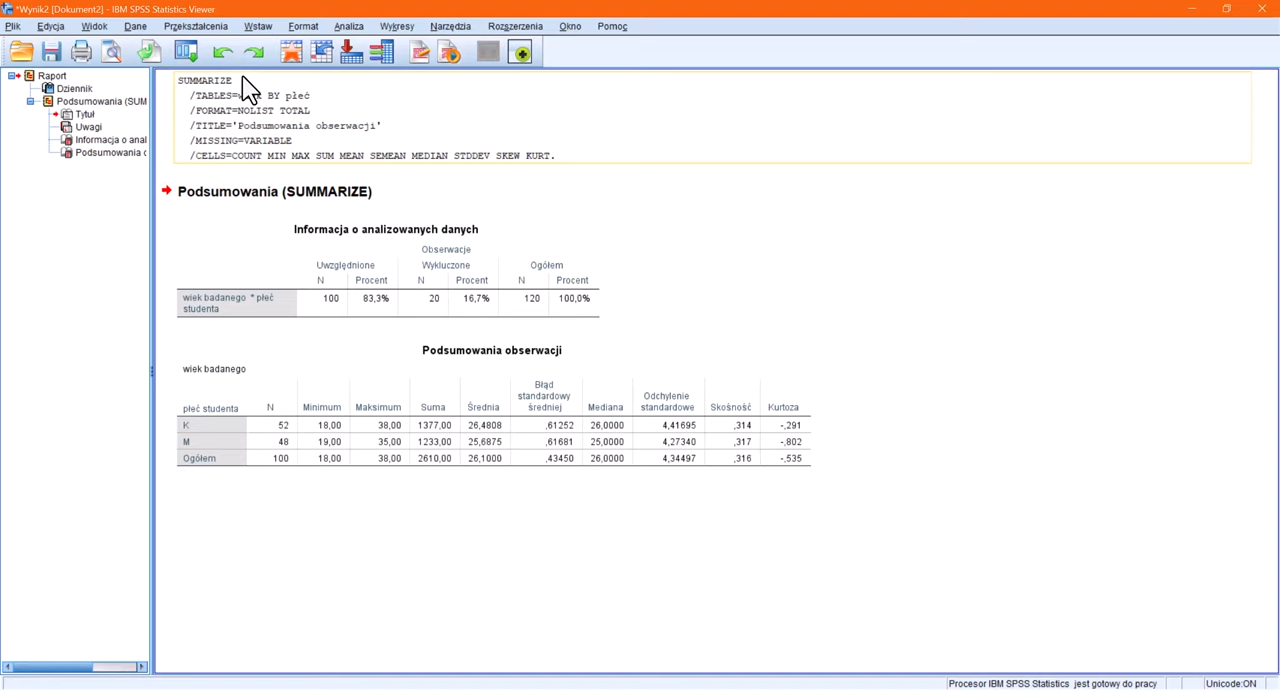 *Wynik2 [Dokument2] - IBM SPSS Statistics Viewer
Plik Edycja Widok Dane Przekształcenia Wstaw Format Analiza Wykresy Narzędzia Rozszerzenia Okno Pomoc
Raport
Dziennik
Podsumowania (SUM
Tytuł
Uwagi
Informacja o anal
Podsumowania
SUMMARIZE
/TABLES= BY płeć
/FORMAT=NOLIST TOTAL
/TITLE='Podsumowania obserwacji'
/MISSING=VARIABLE
/CELLS=COUNT MIN MAX SUM MEAN SEMEAN MEDIAN STDDEV SKEW KURT.
Podsumowania (SUMMARIZE)
Informacja o analizowanych danych
Obserwacje
Uwzględnione Wykluczone Ogółem
N Procent N Procent N Procent
wiek badanego * płeć studenta 100 83,3% 20 16,7% 120 100,0%
Podsumowania obserwacji
wiek badanego
płeć studenta N Minimum Maksimum Suma Średnia Błąd standardowy średniej Mediana Odchylenie standardowe Skośność Kurtoza
K 52 18,00 38,00 1377,00 26,4808 ,61252 26,0000 4,41695 ,314 -,291
M 48 19,00 35,00 1233,00 25,6875 ,61681 25,0000 4,27340 ,317 -,802
Ogółem 100 18,00 38,00 2610,00 26,1000 ,43450 26,0000 4,34497 ,316 -,535
Procesor IBM SPSS Statistics jest gotowy do pracy Unicode:ON